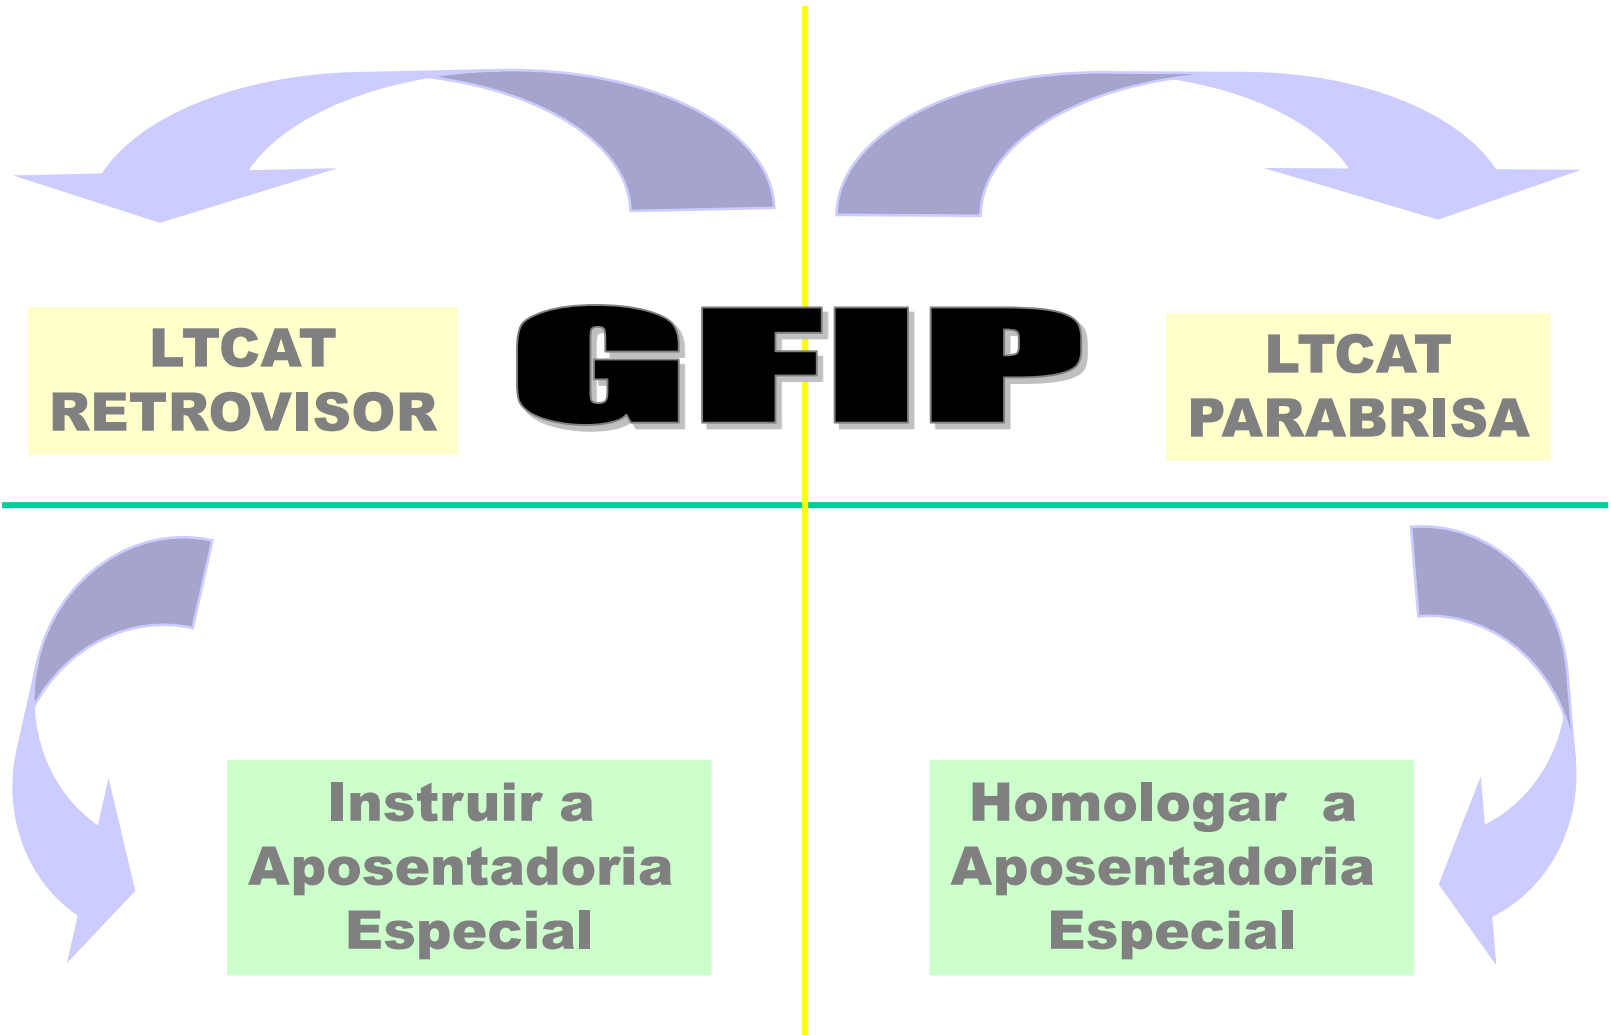 GFIP
LTCAT
RETROVISOR
LTCAT
PARABRISA
Instruir a
Aposentadoria
Especial
Homologar a
Aposentadoria
Especial